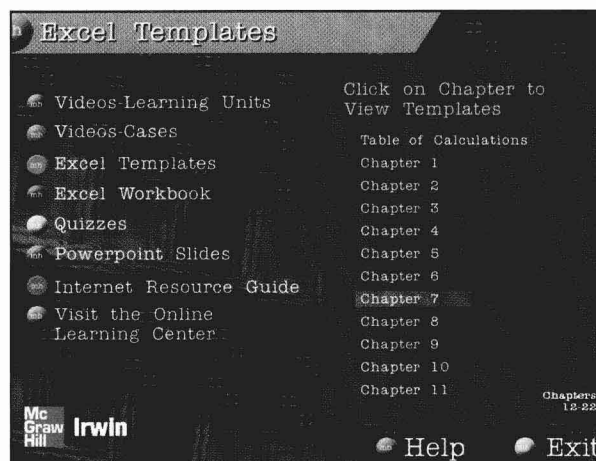 Excel Templates
Videos-Learning Units
Videos-Cases
Excel Templates
Excel Workbook
Quizzes
Powerpoint Slides
Internet Resource Guide
Visit the Online
Learning Center
Click on Chapter to
View Templates
Table of Calculations
Chapter 1
Chapter 2
Chapter 3
Chapter 4
Chapter 5
Chapter 6
Chapter 7
Chapter 8
Chapter 9
Chapter 10
Chapter 11
Chapters
12-22
Mc
Graw
Hill
Irwin
Help
Exit